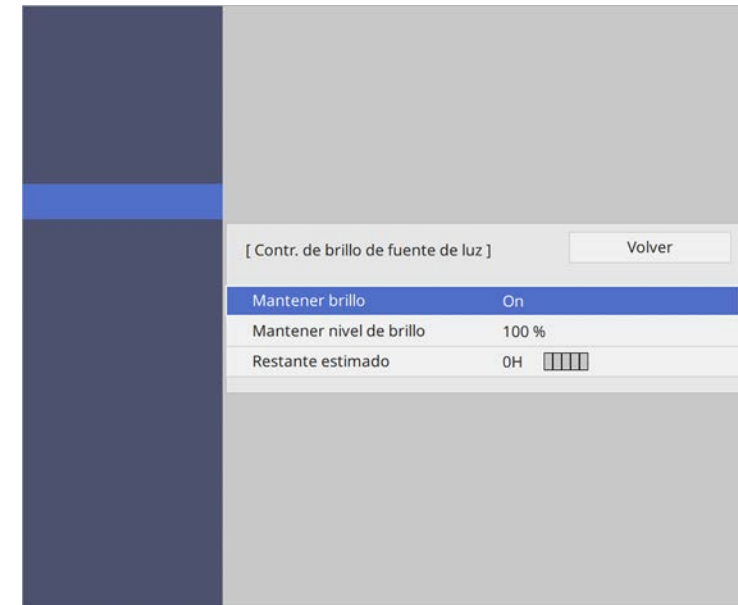 [ Contr. de brillo de fuente de luz ] Volver
Mantener brillo On
Mantener nivel de brillo 100 %
Restante estimado 0H